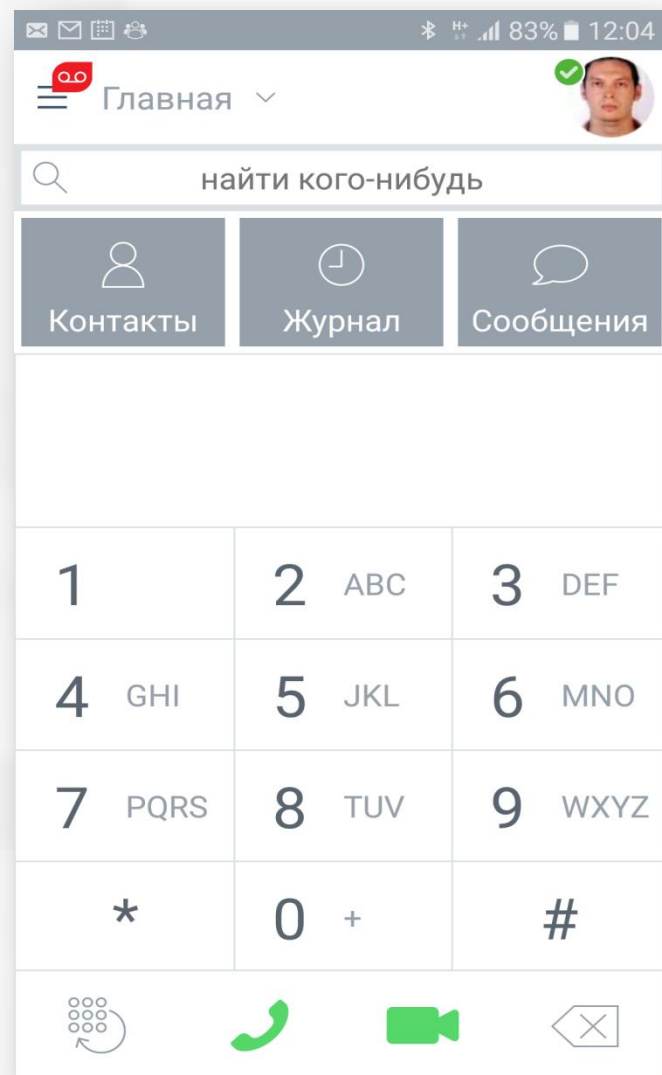 H+ 83% 12:04
Главная
найти кого-нибудь
Контакты Журнал Сообщения
1 2 ABC 3 DEF
4 GHI 5 JKL 6 MNO
7 PQRS 8 TUV 9 WXYZ
* 0 + #